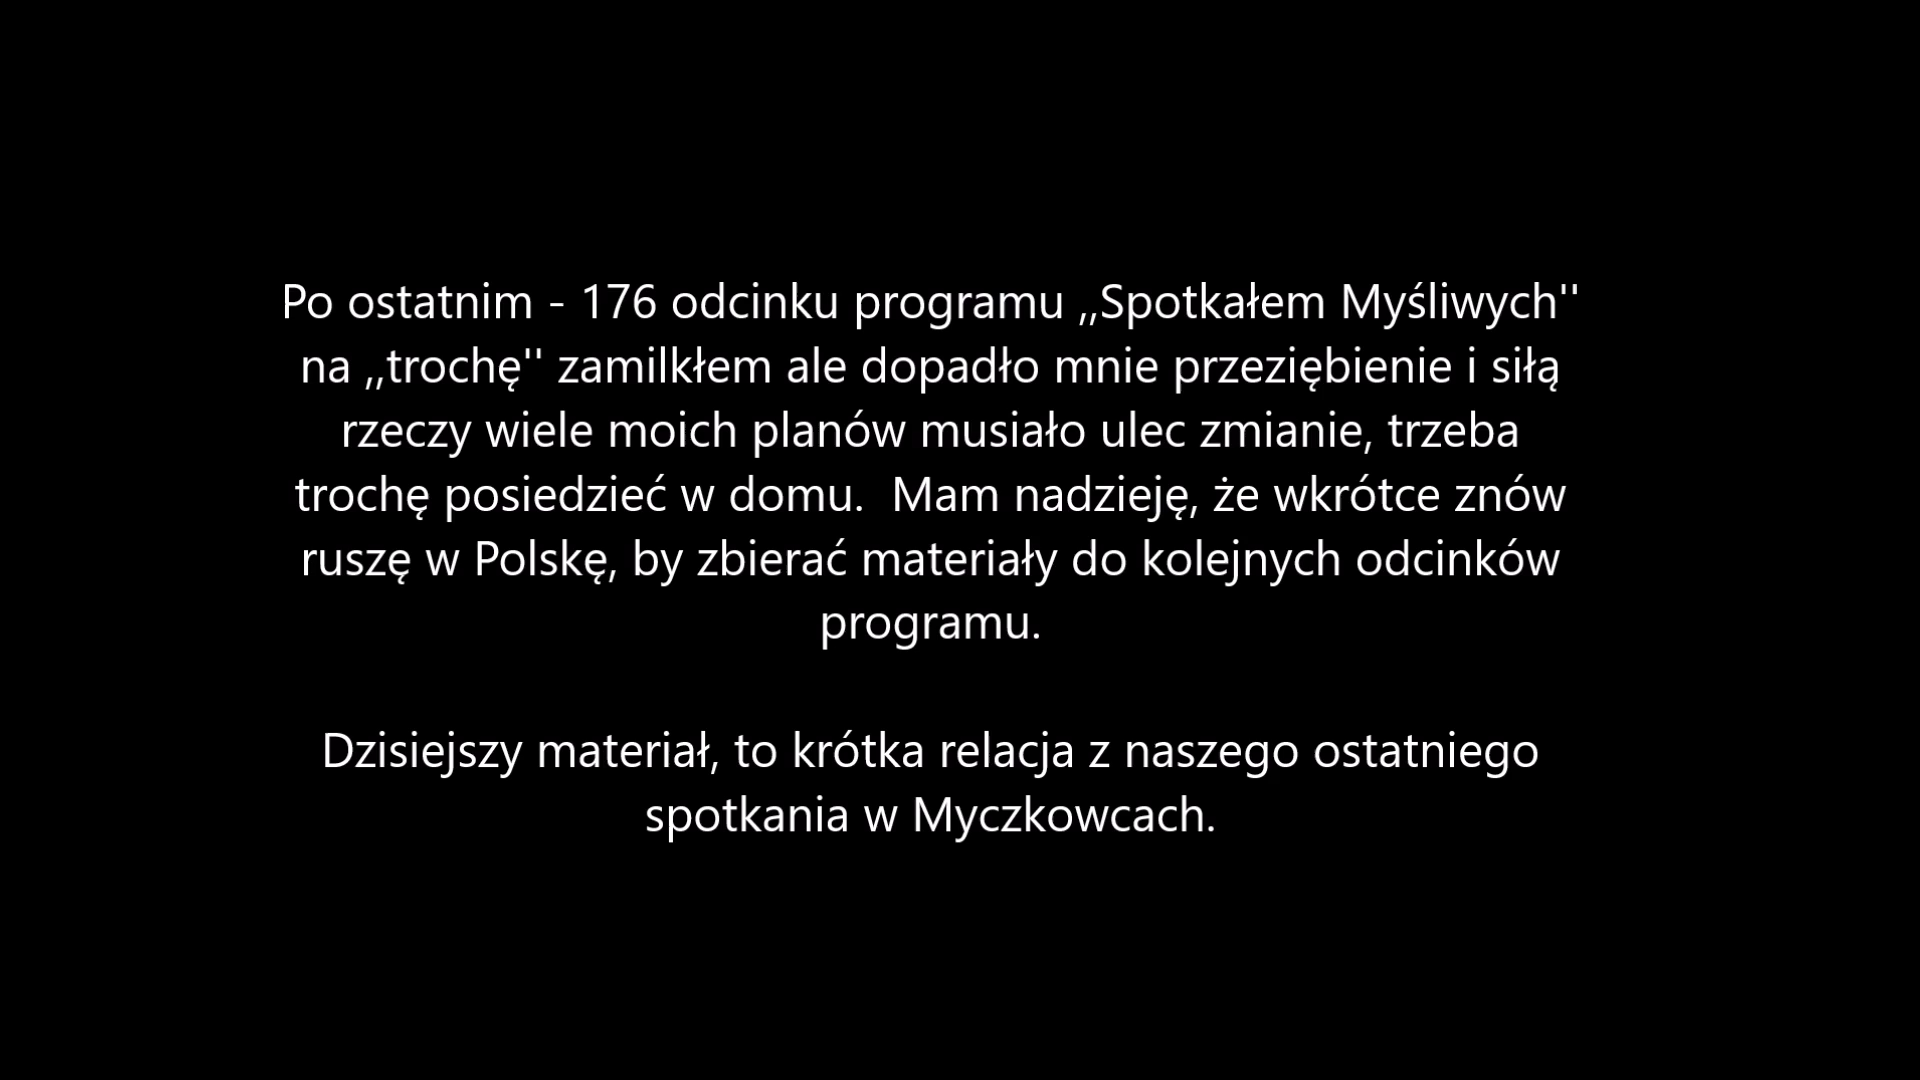 Po ostatnim - 176 odcinku programu ,,Spotkałem Myśliwych''
na ,,trochę'' zamilkłem ale dopadło mnie przeziębienie i siłą
rzeczy wiele moich planów musiało ulec zmianie, trzeba
trochę posiedzieć w domu.  Mam nadzieję, że wkrótce znów
ruszę w Polskę, by zbierać materiały do kolejnych odcinków
programu.
Dzisiejszy materiał, to krótka relacja z naszego ostatniego
spotkania w Myczkowcach.